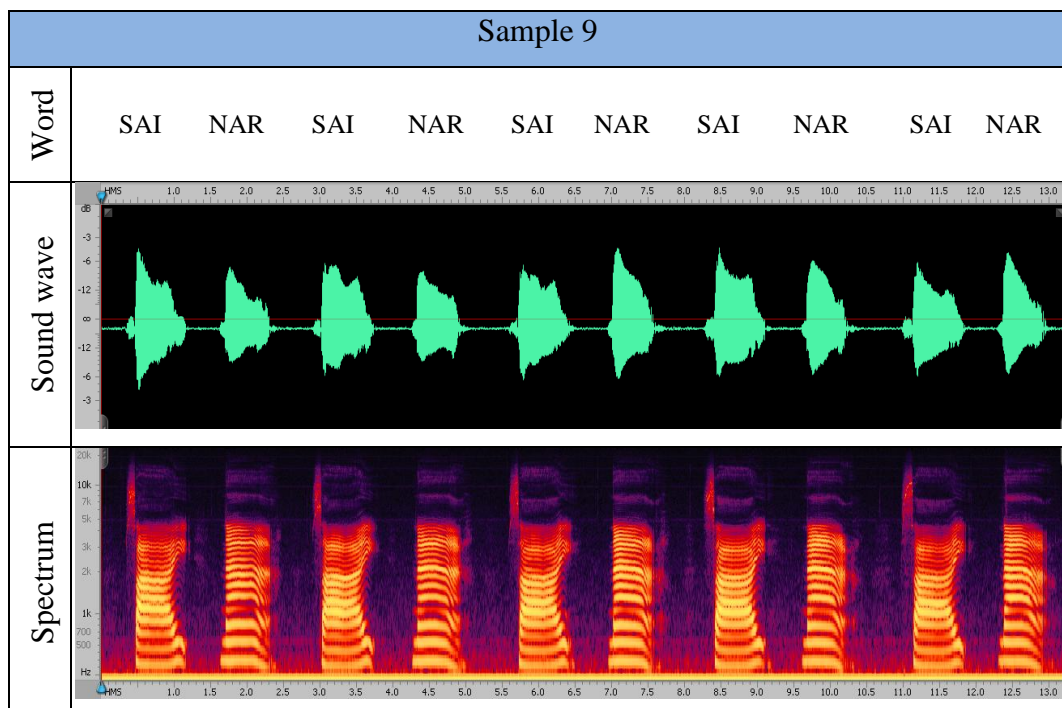 Sample 9
Word
SAI NAR SAI NAR SAI NAR SAI NAR SAI NAR
Sound wave
HMS 1.0 1.5 2.0 2.5 3.0 3.5 4.0 4.5 5.0 5.5 6.0 6.5 7.0 7.5 8.0 8.5 9.0 9.5 10.0 10.5 11.0 11.5 12.0 12.5 13.0
dB
-3
-6
-12
∞
-12
-6
-3
Spectrum
20k
10k
7k
5k
3k
2k
1k
700
500
Hz
HMS 1.0 1.5 2.0 2.5 3.0 3.5 4.0 4.5 5.0 5.5 6.0 6.5 7.0 7.5 8.0 8.5 9.0 9.5 10.0 10.5 11.0 11.5 12.0 12.5 13.0